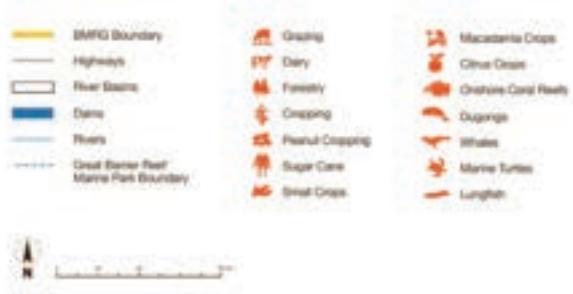 BMRG Boundary
Highways
River Basins
Dams
Rivers
Great Barrier Reef/
Marine Park Boundary
Grazing
Dairy
Forestry
Cropping
Peanut Cropping
Sugar Cane
Small Crops
Macadamia Crops
Citrus Crops
Onshore Coral Reefs
Dugongs
Whales
Marine Turtles
Lungfish
N